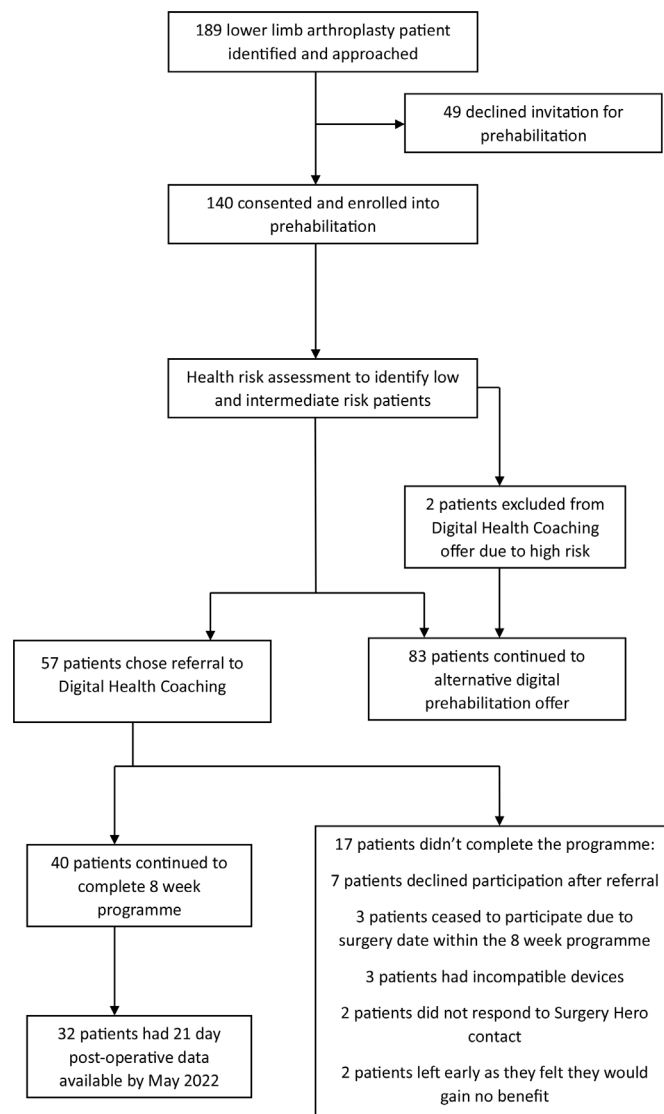 189 lower limb arthroplasty patient
identified and approached
49 declined invitation for
prehabilitation
140 consented and enrolled into
prehabilitation
Health risk assessment to identify low
and intermediate risk patients
2 patients excluded from
Digital Health Coaching
offer due to high risk
57 patients chose referral to
Digital Health Coaching
83 patients continued to
alternative digital
prehabilitation offer
40 patients continued to
complete 8 week
programme
17 patients didn’t complete the programme:
7 patients declined participation after referral
3 patients ceased to participate due to
surgery date within the 8 week programme
3 patients had incompatible devices
2 patients did not respond to Surgery Hero
contact
2 patients left early as they felt they would
gain no benefit
32 patients had 21 day
post-operative data
available by May 2022